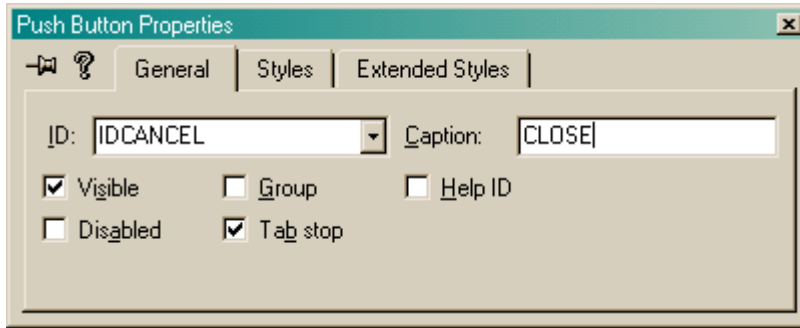 Push Button Properties
General Styles Extended Styles
ID: IDCANCEL Caption: CLOSE
Visible Group Help ID
Disabled Tab stop